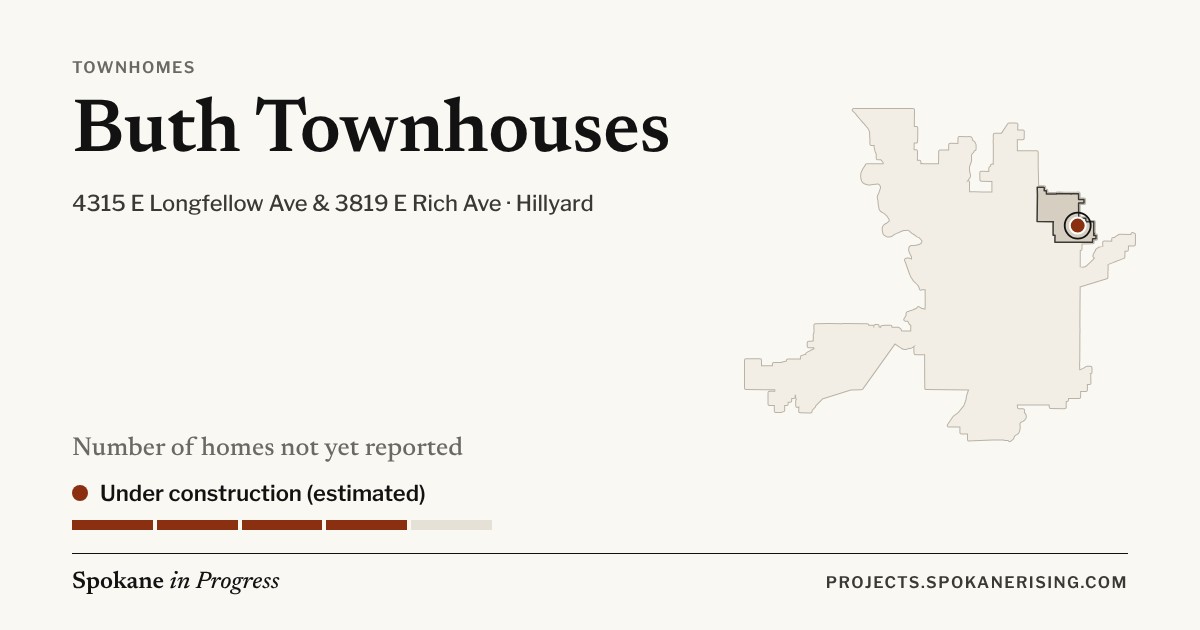 TOWNHOMES
Buth Townhouses
4315 E Longfellow Ave & 3819 E Rich Ave · Hillyard
Number of homes not yet reported
Under construction (estimated)
Spokane in Progress
PROJECTS.SPOKANERISING.COM